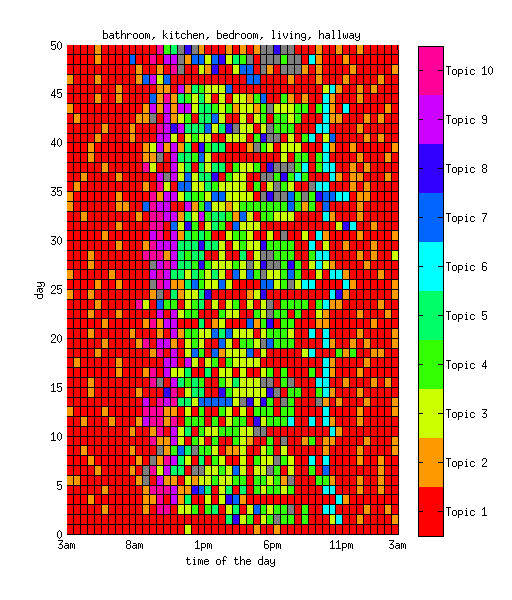 bathroom, kitchen, bedroom, living, hallway
50
45
40
35
30
25
20
15
10
5
0
day
3am 8am 1pm 6pm 11pm 3am
time of the day
Topic 10
Topic 9
Topic 8
Topic 7
Topic 6
Topic 5
Topic 4
Topic 3
Topic 2
Topic 1